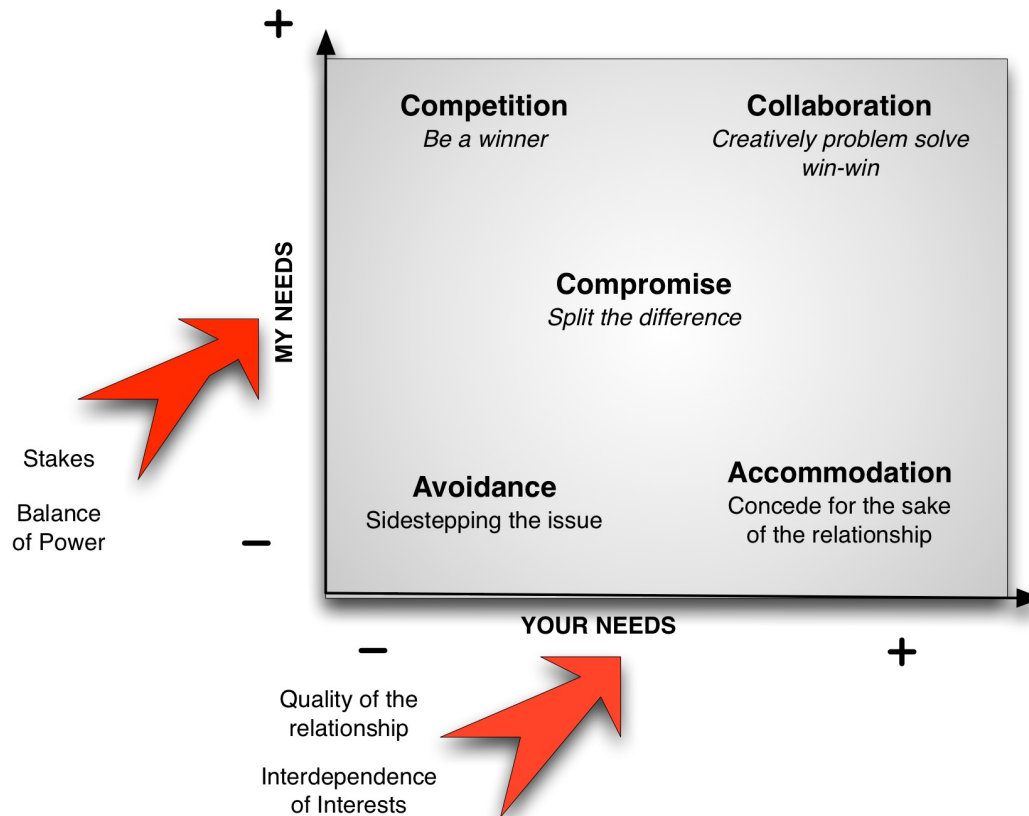 +
Competition
Be a winner
Collaboration
Creatively problem solve
win-win
MY NEEDS
Compromise
Split the difference
Stakes
Balance
of Power
Avoidance
Sidestepping the issue
Accommodation
Concede for the sake
of the relationship
−
YOUR NEEDS
−
+
Quality of the
relationship
Interdependence
of Interests